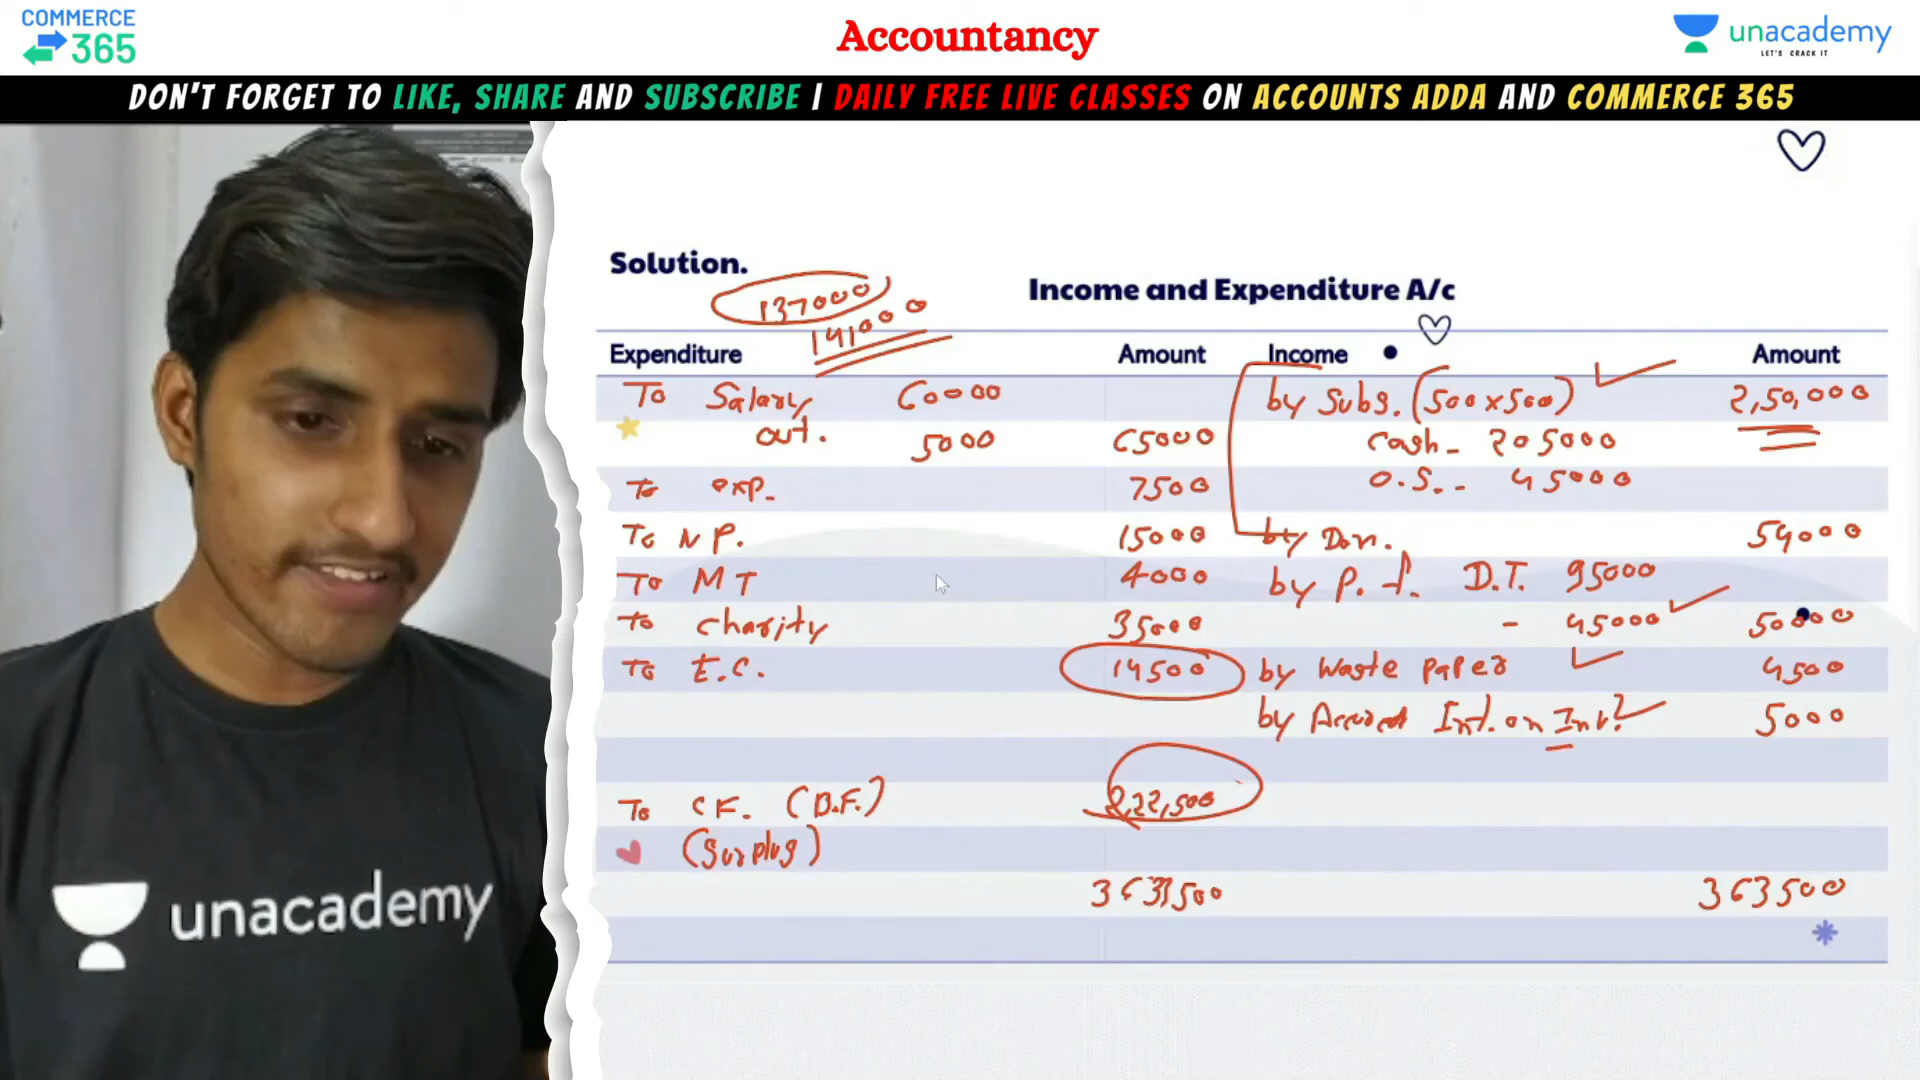 COMMERCE
365
Accountancy
unacademy
LET'S CRACK IT
DON'T FORGET TO LIKE, SHARE AND SUBSCRIBE | DAILY FREE LIVE CLASSES ON ACCOUNTS ADDA AND COMMERCE 365
Solution.
137000
141000
Income and Expenditure A/c
Expenditure Amount Income Amount
To Salary 60000 by Subs. (500x500) 2,50,000
out. 5000 65000 cash - 205000
To exp. 7500 O.S. - 45000
To N P. 15000 by Don. 54000
To M T 4000 by P. f. D.T. 95000
To charity 35000 - 45000 50000
To E.C. 14500 by Waste paper 4500
by Accrued Int. on Inv. 5000
To C F. (B.F.) 2,22,500
(Surplus)
363500 363500
unacademy